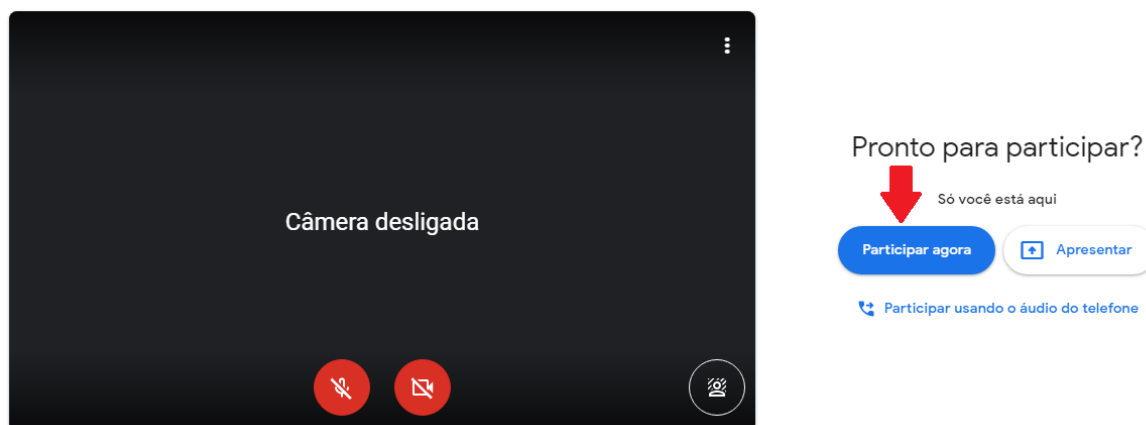 Câmera desligada
Pronto para participar?
Só você está aqui
Participar agora
Apresentar
Participar usando o áudio do telefone